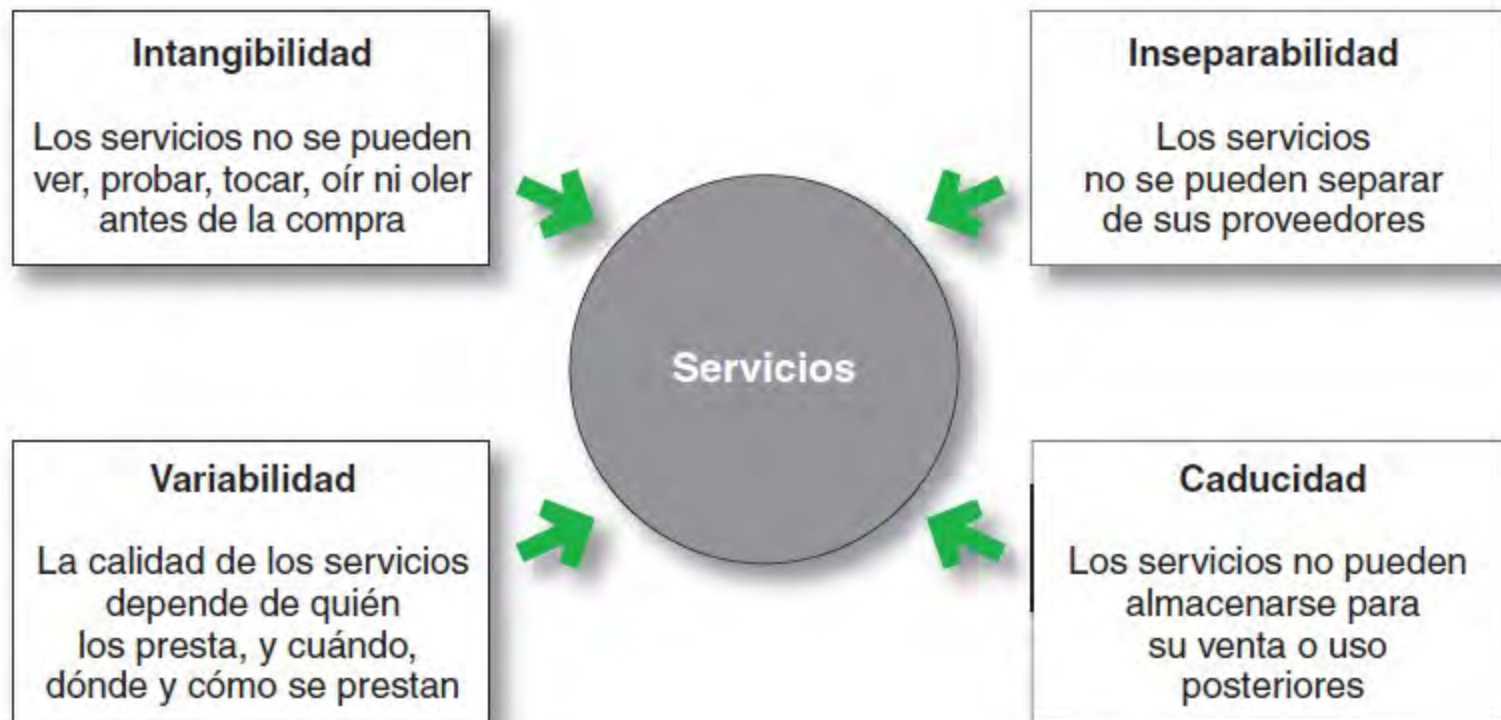 Intangibilidad
Los servicios no se pueden
ver, probar, tocar, oír ni oler
antes de la compra
Inseparabilidad
Los servicios
no se pueden separar
de sus proveedores
Servicios
Variabilidad
La calidad de los servicios
depende de quién
los presta, y cuándo,
dónde y cómo se prestan
Caducidad
Los servicios no pueden
almacenarse para
su venta o uso
posteriores